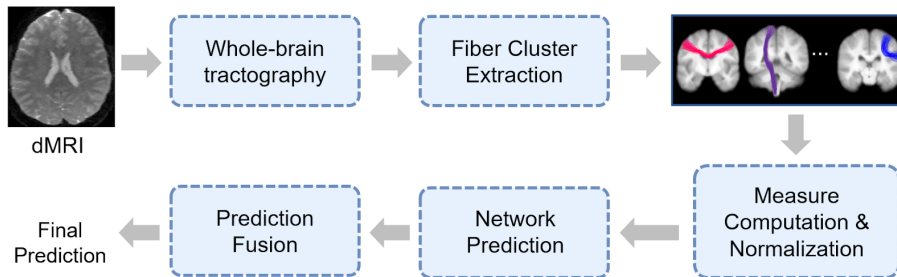 Whole-brain
tractography
Fiber Cluster
Extraction
...
dMRI
Measure
Computation &
Normalization
Network
Prediction
Prediction
Fusion
Final
Prediction